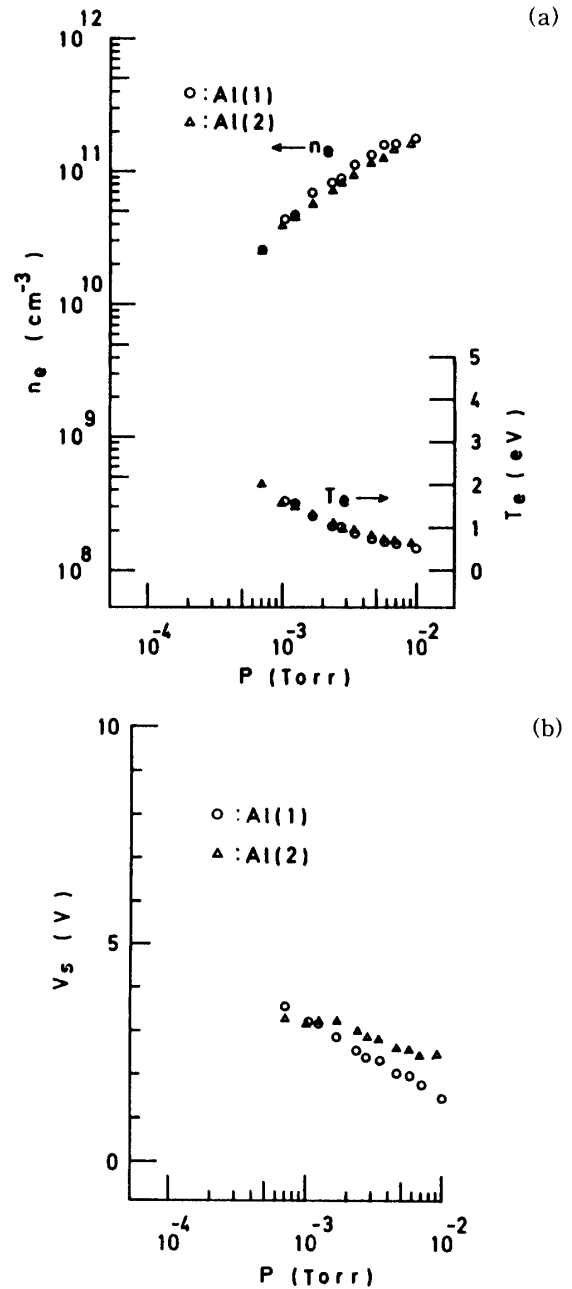 (a)
10^12
○ : Al(1)
△ : Al(2)
← n_e
10^11
10^10
10^9
10^8
n_e (cm^-3)
5
4
3
2
1
0
T_e (eV)
T_e →
10^-4
10^-3
10^-2
P (Torr)
(b)
10
○ : Al(1)
△ : Al(2)
5
0
V_s (V)
10^-4
10^-3
10^-2
P (Torr)